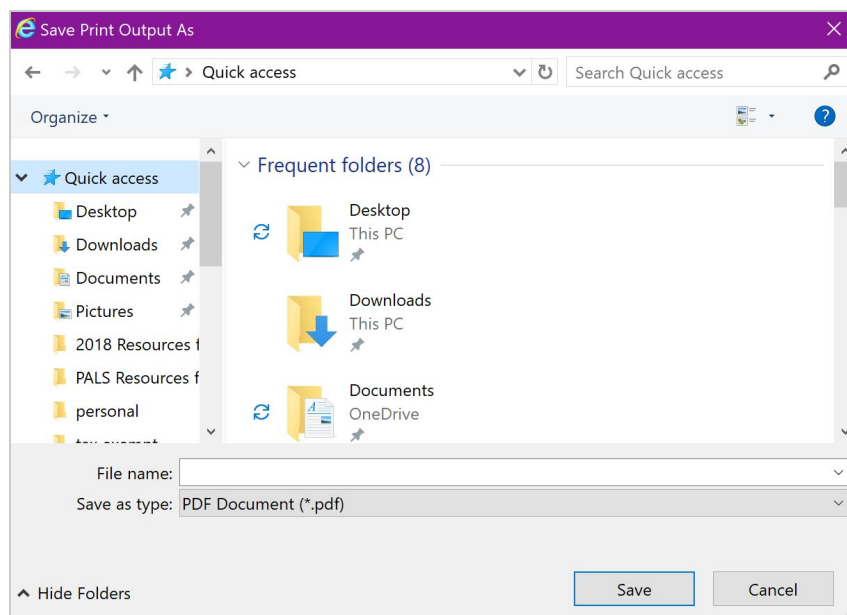 Save Print Output As
Quick access
Search Quick access
Organize
?
Quick access
Desktop
Downloads
Documents
Pictures
2018 Resources f
PALS Resources f
personal
tax exempt
Frequent folders (8)
Desktop
This PC
Downloads
This PC
Documents
OneDrive
File name:
Save as type: PDF Document (*.pdf)
Hide Folders
Save
Cancel